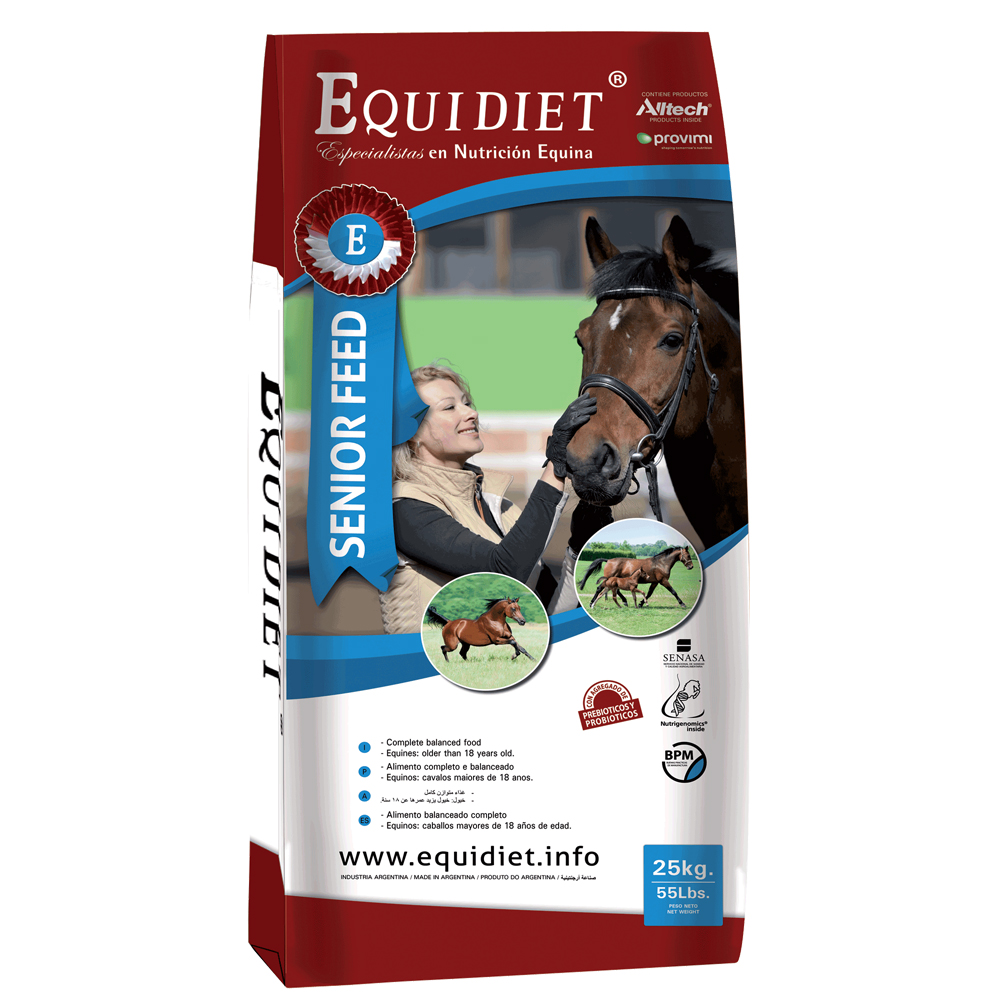 EQUIDIET®
Especialistas en Nutrición Equina
CONTIENE PRODUCTOS
Alltech®
PRODUCTS INSIDE
provimi
E
SENIOR FEED
EQUIDIET
SENASA
CON AGREGADO DE
PREBIOTICOS Y
PROBIOTICOS
Nutrigenomics®
inside
BPM
I
- Complete balanced food
- Equines: older than 18 years old.
P
- Alimento completo e balanceado
- Equinos: cavalos maiores de 18 anos.
A
- غذاء متوازن كامل
- خيول: خيول يزيد عمرها عن ١٨ سنة.
ES
- Alimento balanceado completo
- Equinos: caballos mayores de 18 años de edad.
www.equidiet.info
INDUSTRIA ARGENTINA / MADE IN ARGENTINA / PRODUTO DO ARGENTINA / صناعة أرجنتينية
25kg.
55Lbs.
PESO NETO
NET WEIGHT